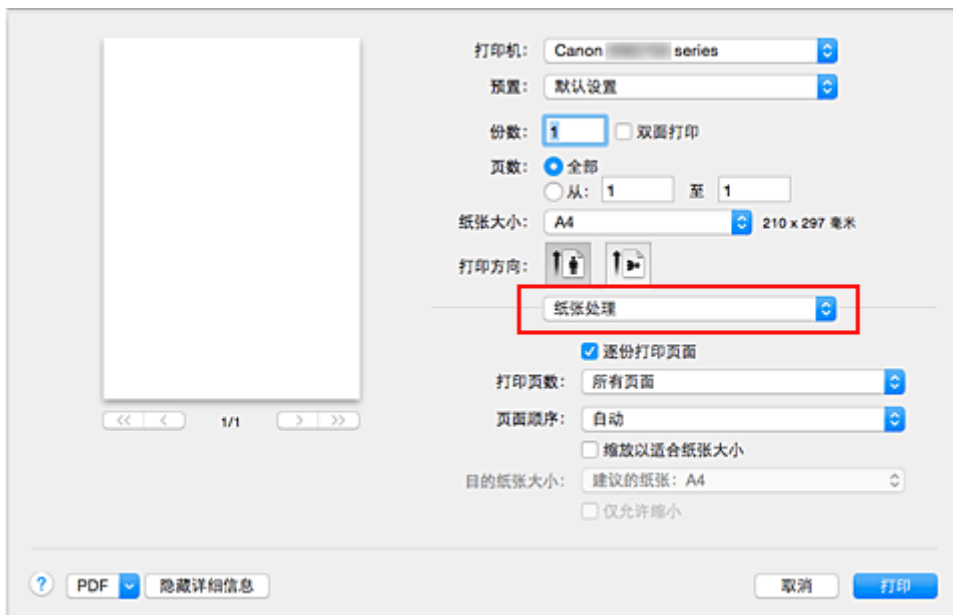 打印机: Canon series
预置: 默认设置
份数: 1 双面打印
页数: 全部
从: 1 至 1
纸张大小: A4 210 x 297 毫米
打印方向:
纸张处理
逐份打印页面
打印页数: 所有页面
1/1
页面顺序: 自动
缩放以适合纸张大小
目的纸张大小: 建议的纸张: A4
仅允许缩小
? PDF 隐藏详细信息 取消 打印